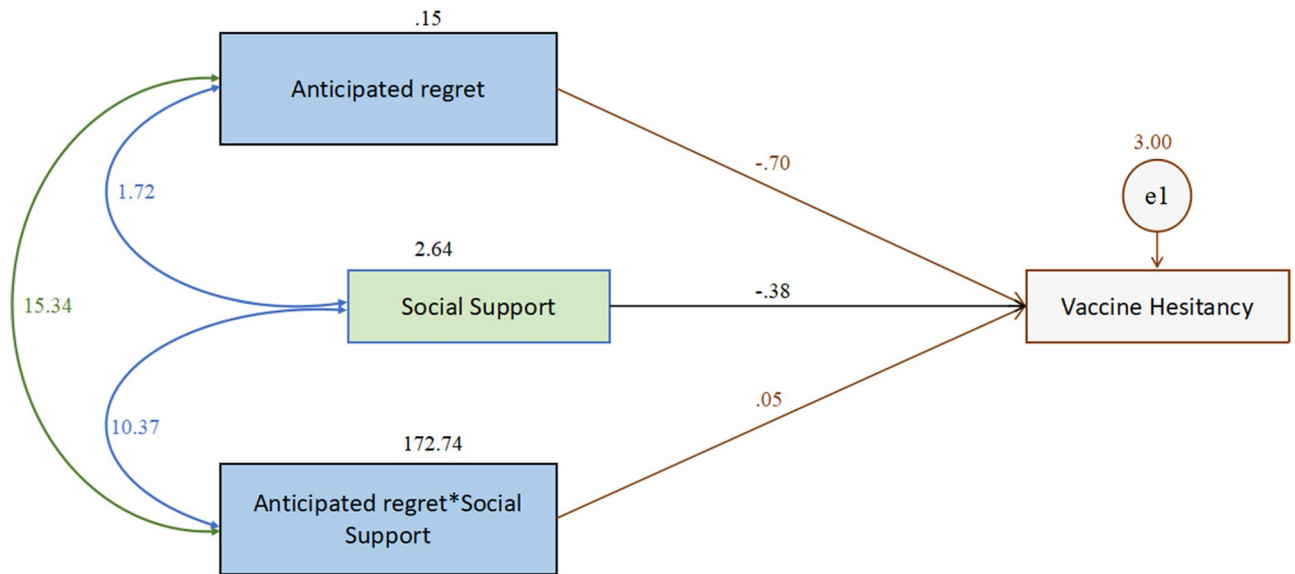 .15
Anticipated regret
3.00
e1
-.70
1.72
2.64
Social Support
-.38
Vaccine Hesitancy
15.34
.05
10.37
172.74
Anticipated regret*Social
Support